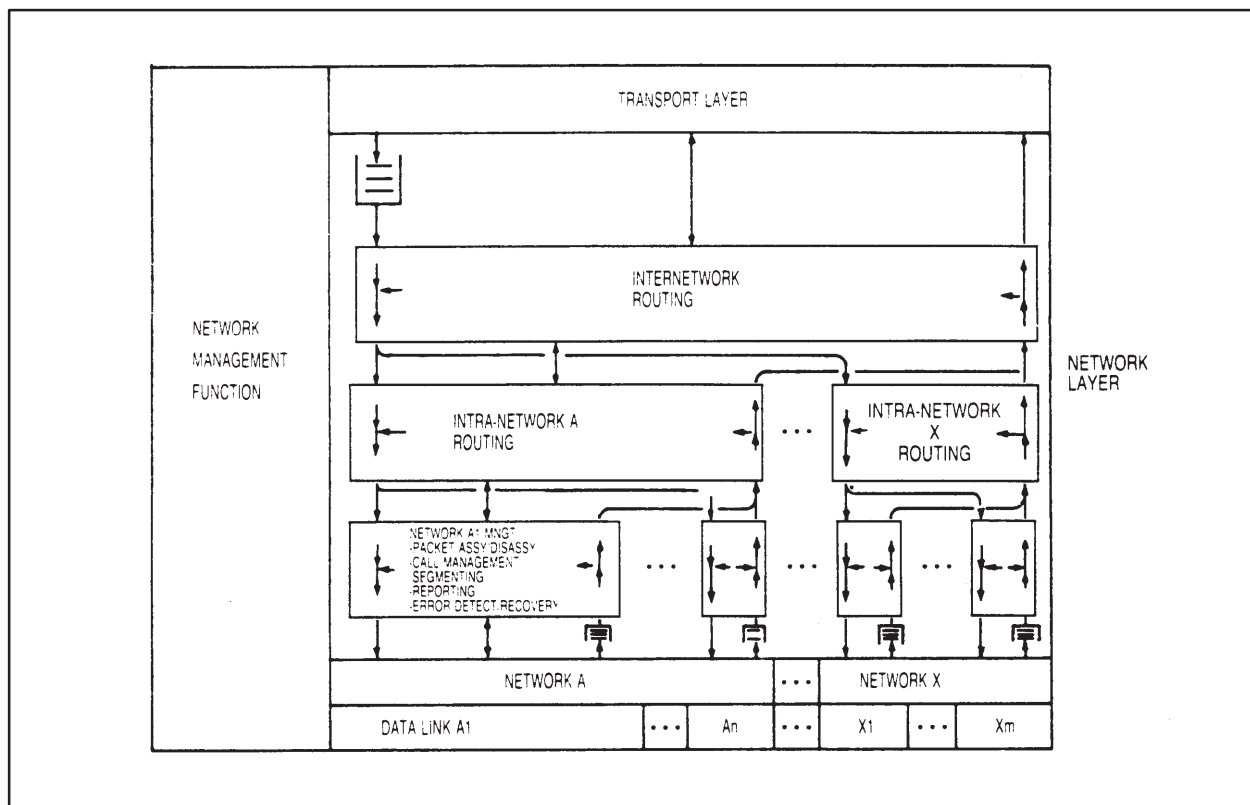 TRANSPORT LAYER
INTERNETWORK
ROUTING
NETWORK
MANAGEMENT
FUNCTION
NETWORK
LAYER
INTRA-NETWORK A
ROUTING
...
INTRA-NETWORK
X
ROUTING
NETWORK A1 MNGT
-PACKET ASSY/DISASSY
-CALL MANAGEMENT
-SEGMENTING
-REPORTING
-ERROR DETECT-RECOVERY
...
...
...
NETWORK A
...
NETWORK X
DATA LINK A1
...
An
...
X1
...
Xm